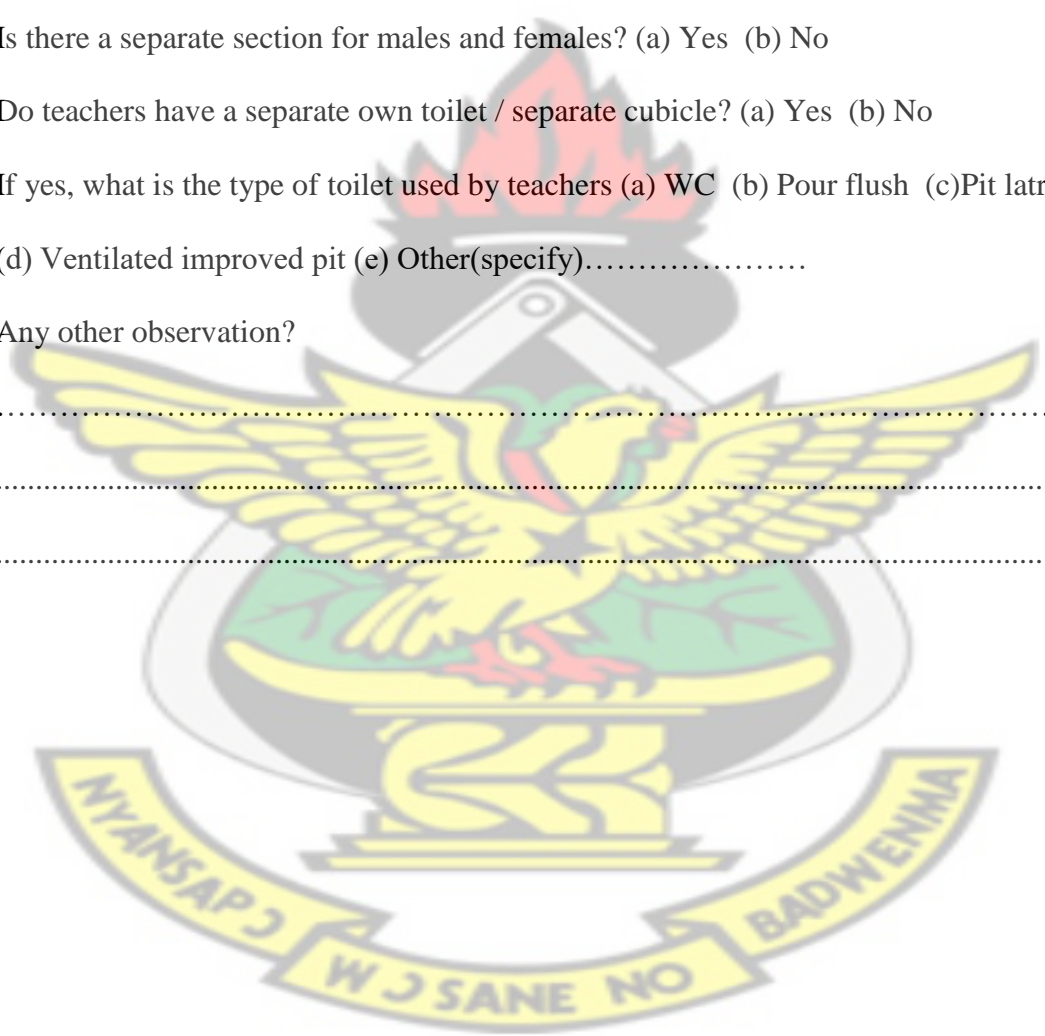 Is there a separate section for males and females? (a) Yes  (b) No
Do teachers have a separate own toilet / separate cubicle? (a) Yes  (b) No
If yes, what is the type of toilet used by teachers (a) WC  (b) Pour flush  (c)Pit latr
(d) Ventilated improved pit (e) Other(specify)…………………
Any other observation?
NYANSAPƆ WƆ SANE NO BADWENMA